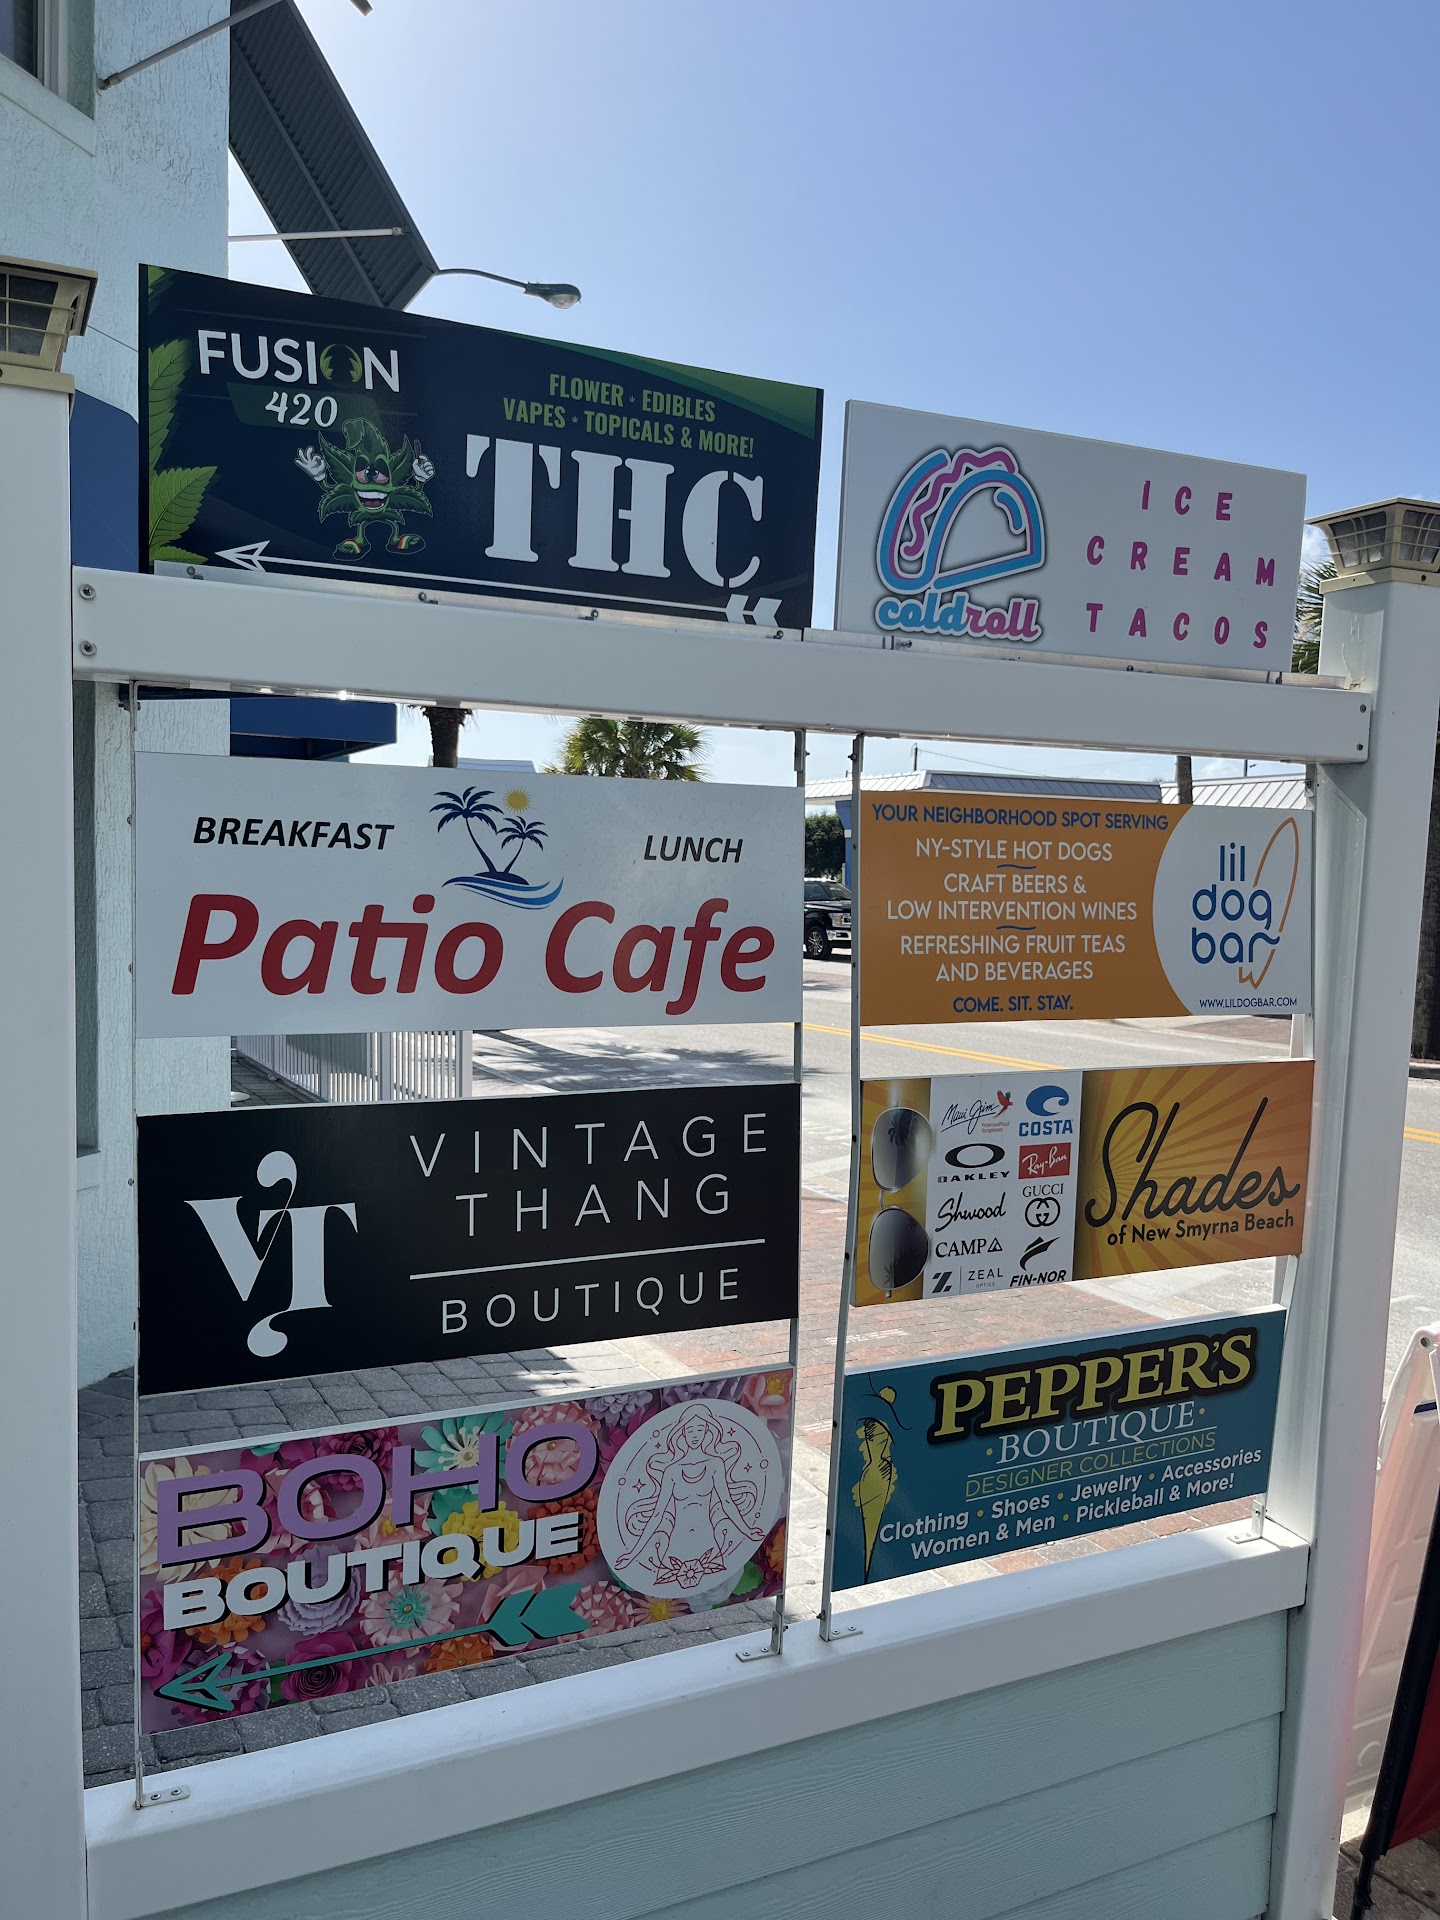 FUSION
420
FLOWER • EDIBLES
VAPES • TOPICALS & MORE!
THC
coldroll
ICE
CREAM
TACOS
BREAKFAST
LUNCH
Patio Cafe
YOUR NEIGHBORHOOD SPOT SERVING
NY-STYLE HOT DOGS
CRAFT BEERS &
LOW INTERVENTION WINES
REFRESHING FRUIT TEAS
AND BEVERAGES
COME. SIT. STAY.
lil
dog
bar
WWW.LILDOGBAR.COM
VT
VINTAGE
THANG
BOUTIQUE
Maui Jim
COSTA
OAKLEY
Ray-Ban
Shwood
GUCCI
CAMP
Z ZEAL
OPTICS
FIN-NOR
Shades
of New Smyrna Beach
BOHO
BOUTIQUE
PEPPER'S
• BOUTIQUE •
DESIGNER COLLECTIONS
Clothing • Shoes • Jewelry • Accessories
Women & Men • Pickleball & More!